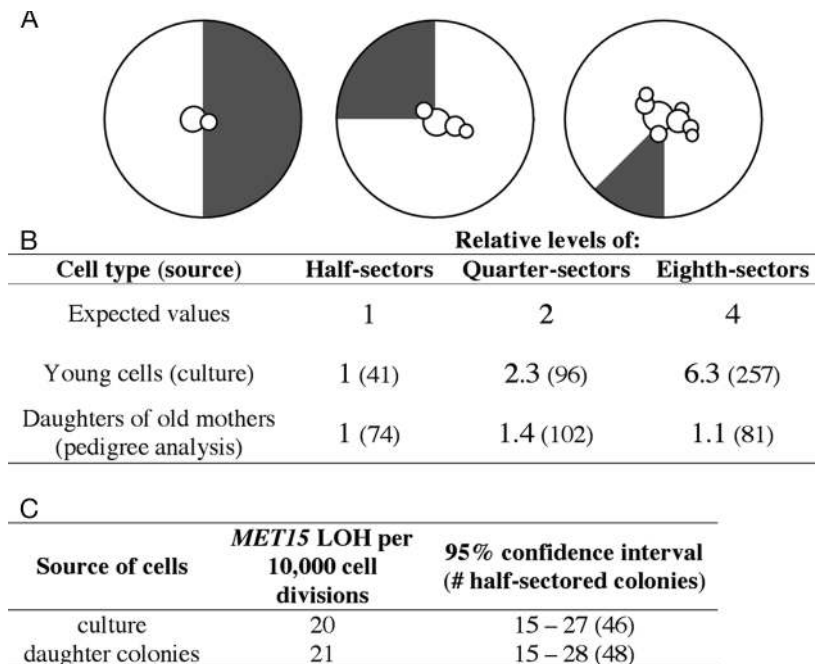 A
B
Relative levels of:
Cell type (source) Half-sectors Quarter-sectors Eighth-sectors
Expected values 1 2 4
Young cells (culture) 1 (41) 2.3 (96) 6.3 (257)
Daughters of old mothers
(pedigree analysis) 1 (74) 1.4 (102) 1.1 (81)
C
Source of cells MET15 LOH per
10,000 cell
divisions 95% confidence interval
(# half-sectored colonies)
culture 20 15 – 27 (46)
daughter colonies 21 15 – 28 (48)